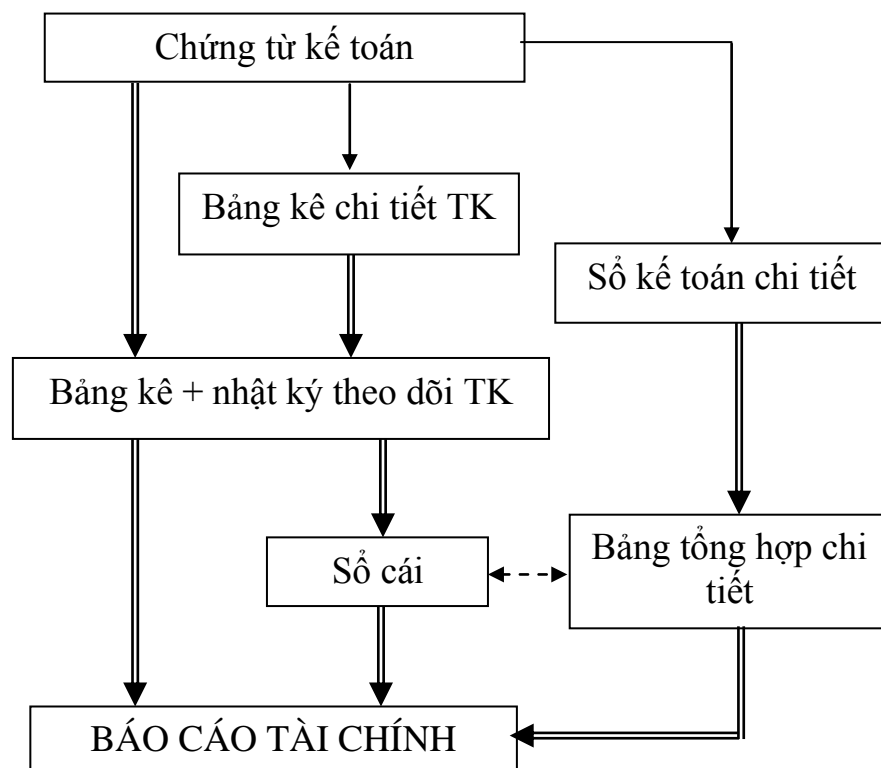 Chứng từ kế toán
Bảng kê chi tiết TK
Sổ kế toán chi tiết
Bảng kê + nhật ký theo dõi TK
Sổ cái
Bảng tổng hợp chi
tiết
BÁO CÁO TÀI CHÍNH